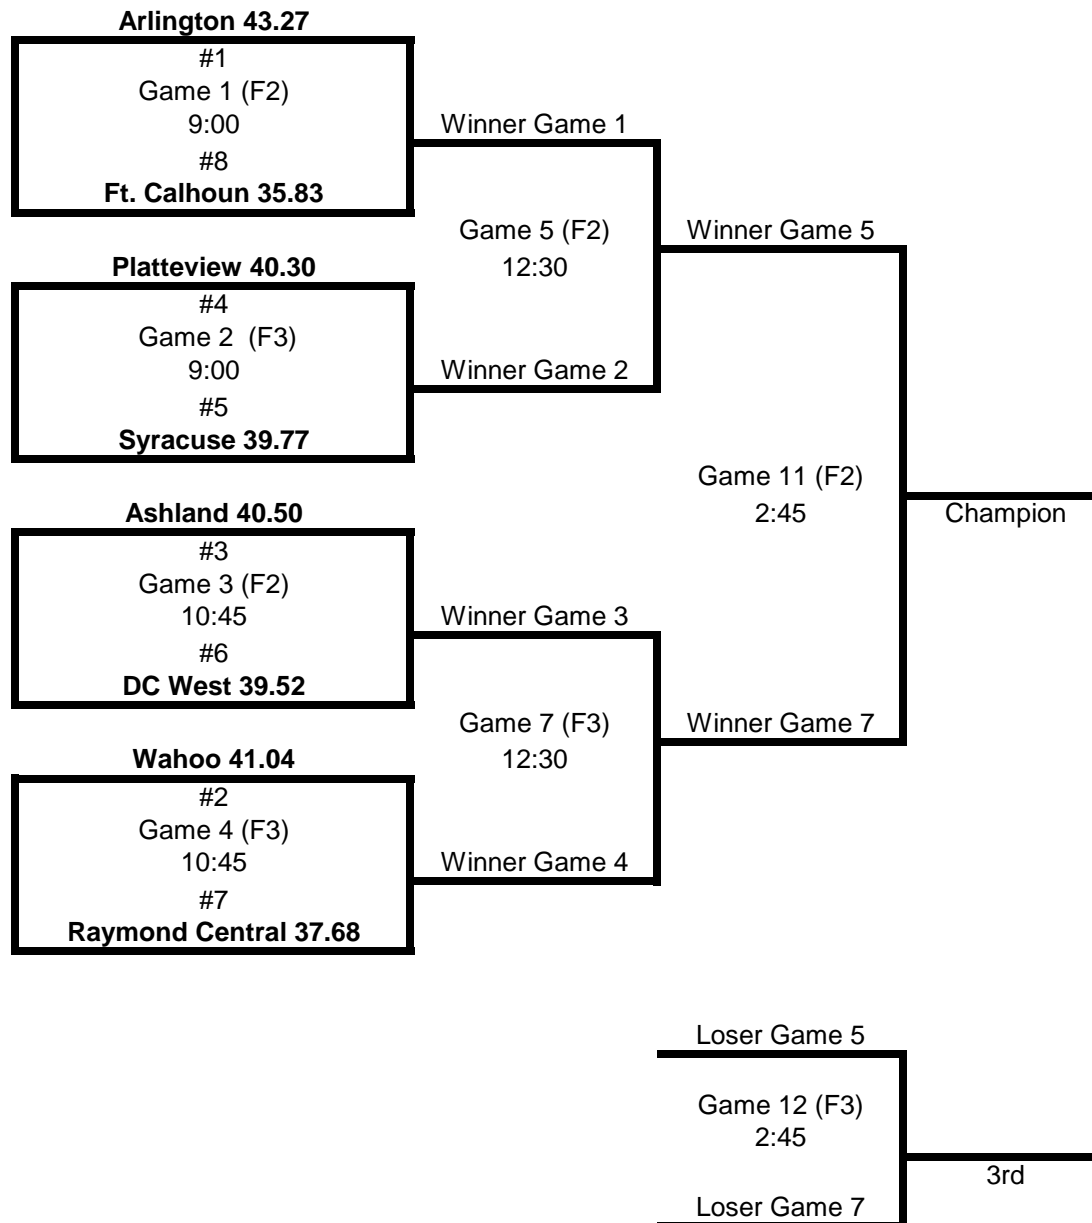 Arlington 43.27
#1
Game 1 (F2)
9:00
#8
Ft. Calhoun 35.83
Platteview 40.30
#4
Game 2  (F3)
9:00
#5
Syracuse 39.77
Ashland 40.50
#3
Game 3 (F2)
10:45
#6
DC West 39.52
Wahoo 41.04
#2
Game 4 (F3)
10:45
#7
Raymond Central 37.68
Winner Game 1
Game 5 (F2)
12:30
Winner Game 2
Winner Game 3
Game 7 (F3)
12:30
Winner Game 4
Winner Game 5
Game 11 (F2)
2:45
Winner Game 7
Champion
Loser Game 5
Game 12 (F3)
2:45
Loser Game 7
3rd